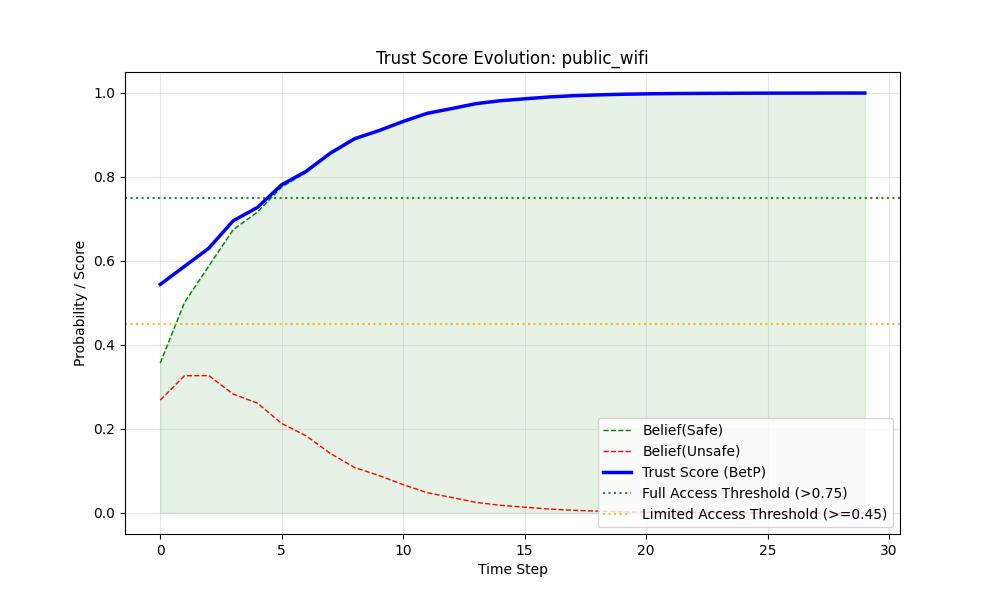 Trust Score Evolution: public_wifi
Probability / Score
1.0
0.8
0.6
0.4
0.2
0.0
Belief(Safe)
Belief(Unsafe)
Trust Score (BetP)
Full Access Threshold (>0.75)
Limited Access Threshold (>=0.45)
0 5 10 15 20 25 30
Time Step